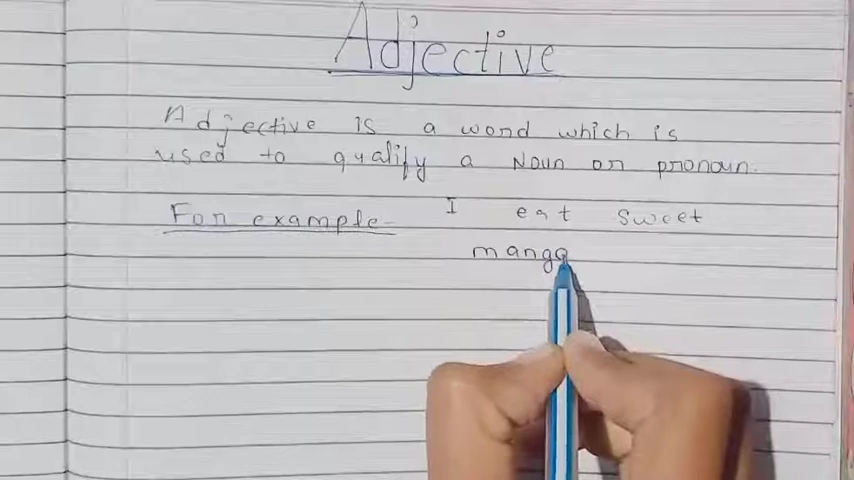 Adjective
Adjective is a word which is
used to qualify a Noun or pronoun.
For example- I eat sweet
mango